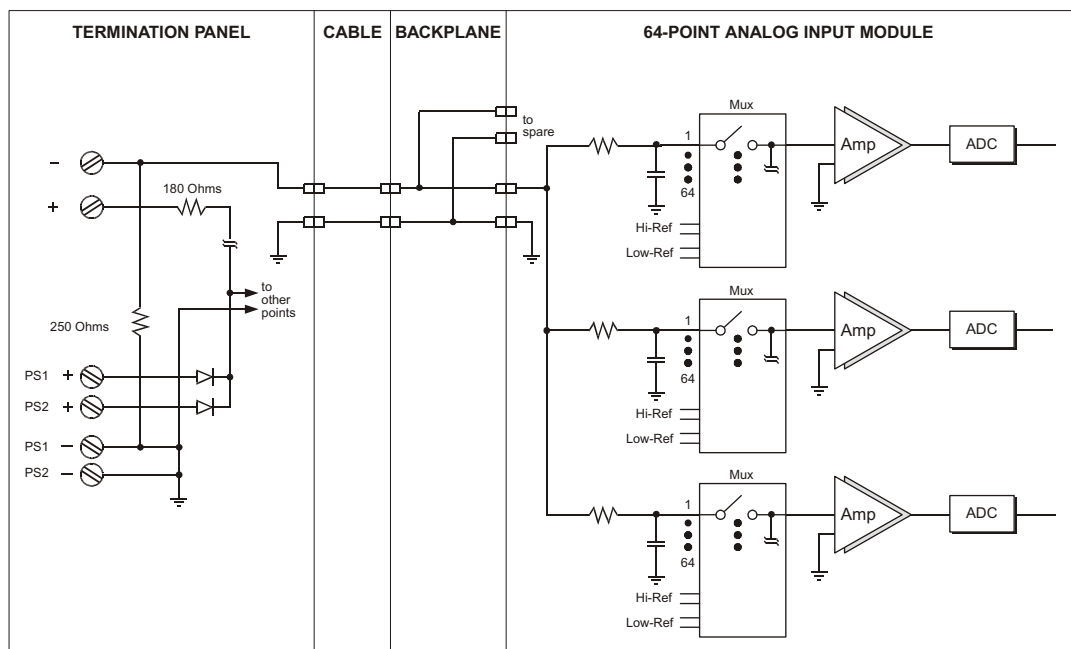 TERMINATION PANEL
CABLE
BACKPLANE
64-POINT ANALOG INPUT MODULE
−
+
180 Ohms
250 Ohms
to
other
points
PS1 +
PS2 +
PS1 −
PS2 −
to
spare
Mux
1
64
Hi-Ref
Low-Ref
Amp
ADC
Mux
1
64
Hi-Ref
Low-Ref
Amp
ADC
Mux
1
64
Hi-Ref
Low-Ref
Amp
ADC